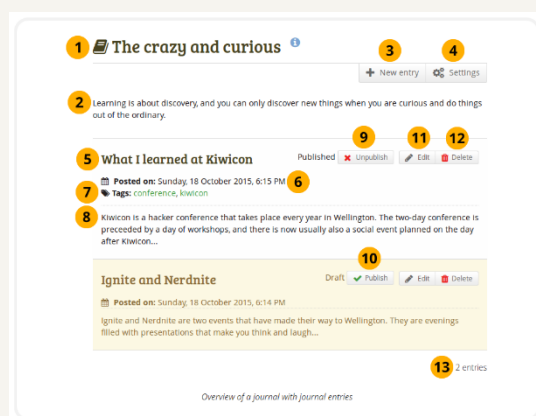 1 The crazy and curious
3 4
+ New entry Settings
2 Learning is about discovery, and you can only discover new things when you are curious and do things
out of the ordinary.
9 11 12
5 What I learned at Kiwicon Published Unpublish Edit Delete
Posted on: Sunday, 18 October 2015, 6:15 PM 6
7 Tags: conference, kiwicon
8 Kiwicon is a hacker conference that takes place every year in Wellington. The two-day conference is
preceeded by a day of workshops, and there is now usually also a social event planned on the day
after Kiwicon...
10
Ignite and Nerdnite Draft Publish Edit Delete
Posted on: Sunday, 18 October 2015, 6:14 PM
Ignite and Nerdnite are two events that have made their way to Wellington. They are evenings
filled with presentations that make you think and laugh...
13 2 entries
Overview of a journal with journal entries